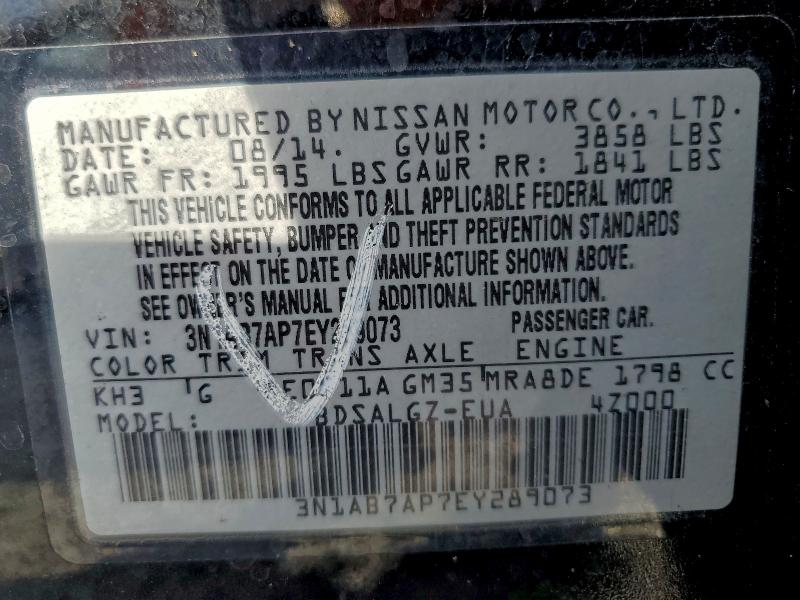 MANUFACTURED BY NISSAN MOTOR CO., LTD.
DATE: 08/14. GVWR: 3858 LBS
GAWR FR: 1995 LBS GAWR RR: 1841 LBS
THIS VEHICLE CONFORMS TO ALL APPLICABLE FEDERAL MOTOR
VEHICLE SAFETY, BUMPER AND THEFT PREVENTION STANDARDS
IN EFFECT ON THE DATE OF MANUFACTURE SHOWN ABOVE.
SEE OWNER'S MANUAL FOR ADDITIONAL INFORMATION.
VIN: 3N1AB7AP7EY289073 PASSENGER CAR.
COLOR TRIM TRANS AXLE ENGINE
KH3 G GM35 MRA8DE 1798 CC
MODEL: BDSALGZ-EUA 4Z000
3N1AB7AP7EY289073